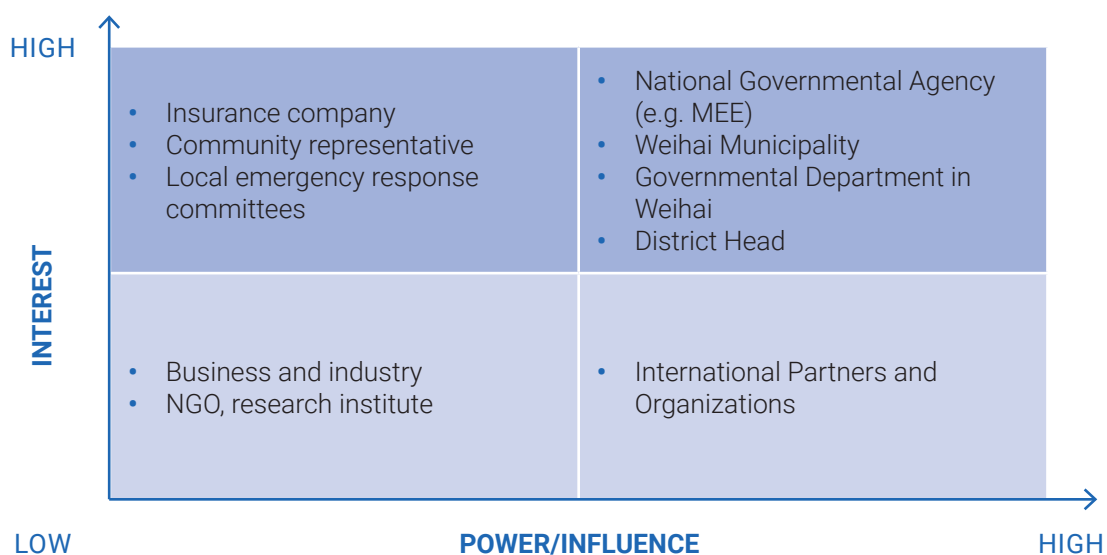 HIGH
• Insurance company
• Community representative
• Local emergency response
committees
• National Governmental Agency
(e.g. MEE)
• Weihai Municipality
• Governmental Department in
Weihai
• District Head
INTEREST
• Business and industry
• NGO, research institute
• International Partners and
Organizations
LOW
POWER/INFLUENCE
HIGH